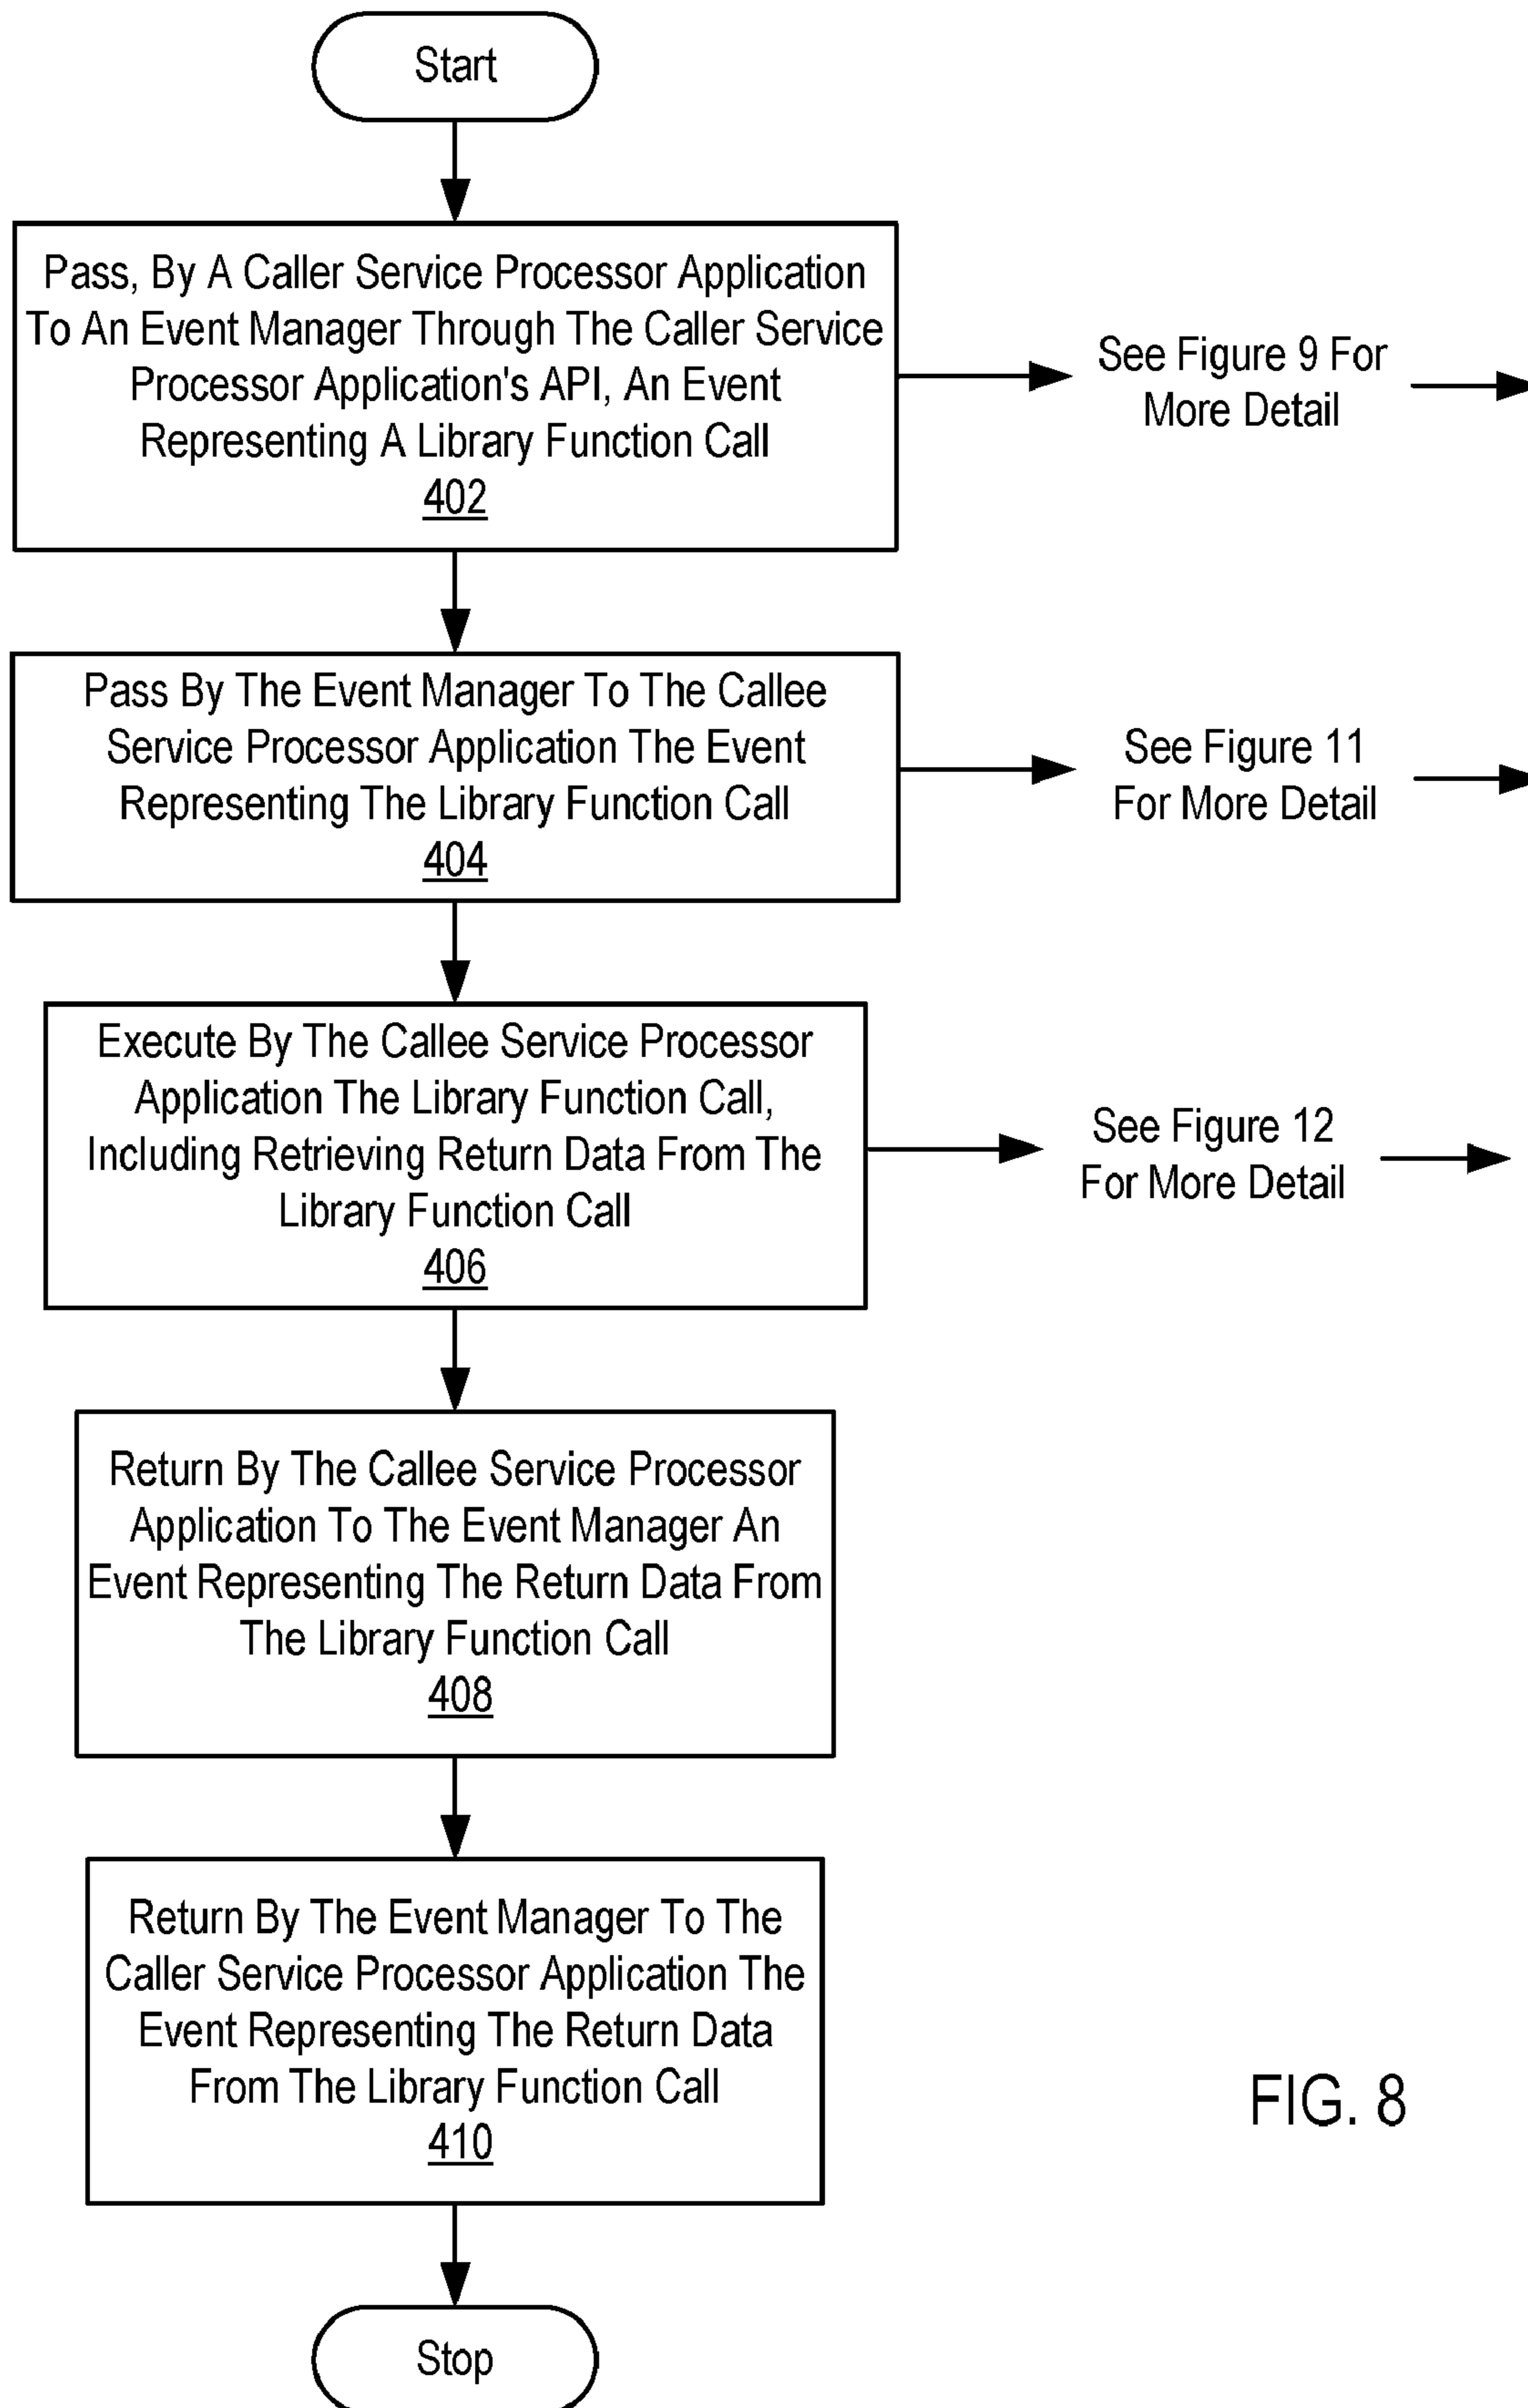 Start
Pass, By A Caller Service Processor Application
To An Event Manager Through The Caller Service
Processor Application's API, An Event
Representing A Library Function Call
402
See Figure 9 For
More Detail
Pass By The Event Manager To The Callee
Service Processor Application The Event
Representing The Library Function Call
404
See Figure 11
For More Detail
Execute By The Callee Service Processor
Application The Library Function Call,
Including Retrieving Return Data From The
Library Function Call
406
See Figure 12
For More Detail
Return By The Callee Service Processor
Application To The Event Manager An
Event Representing The Return Data From
The Library Function Call
408
Return By The Event Manager To The
Caller Service Processor Application The
Event Representing The Return Data
From The Library Function Call
410
FIG. 8
Stop